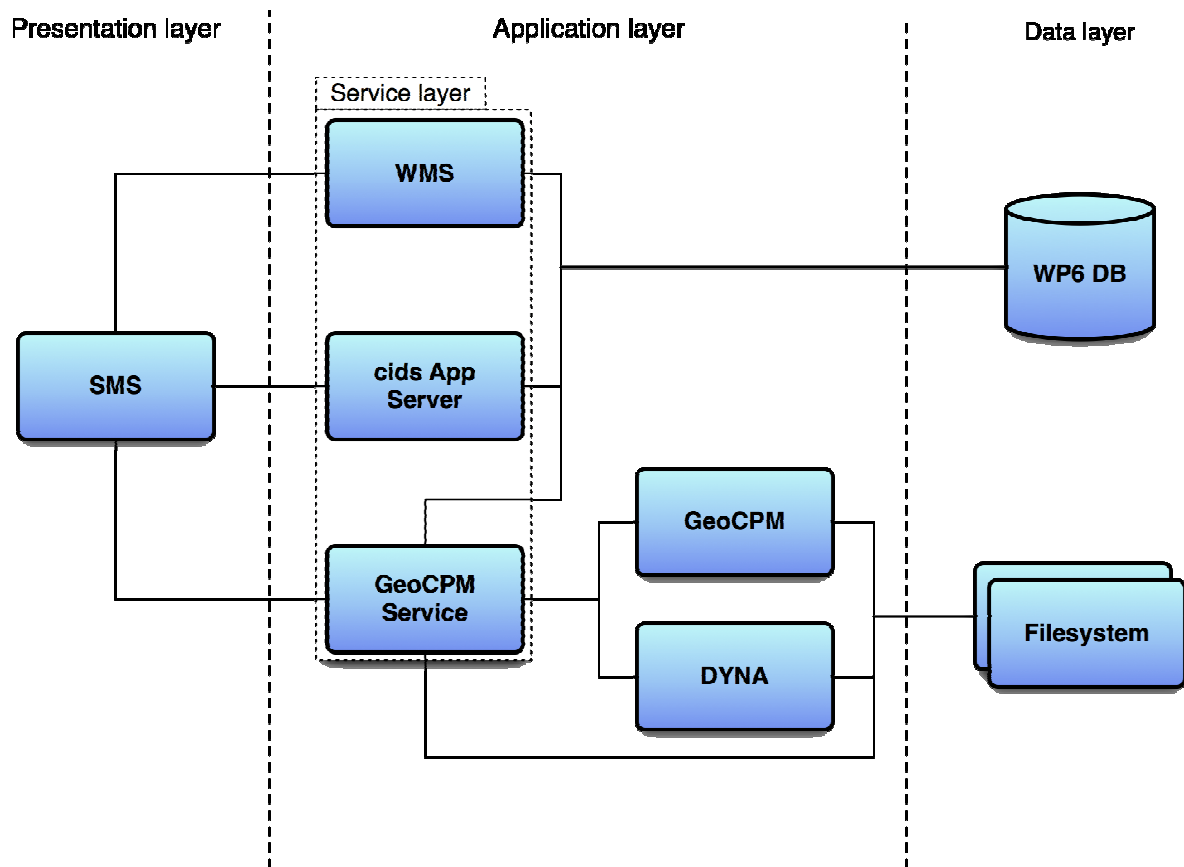 Presentation layer
Application layer
Data layer
Service layer
WMS
WP6 DB
SMS
cids App
Server
GeoCPM
GeoCPM
Service
Filesystem
DYNA